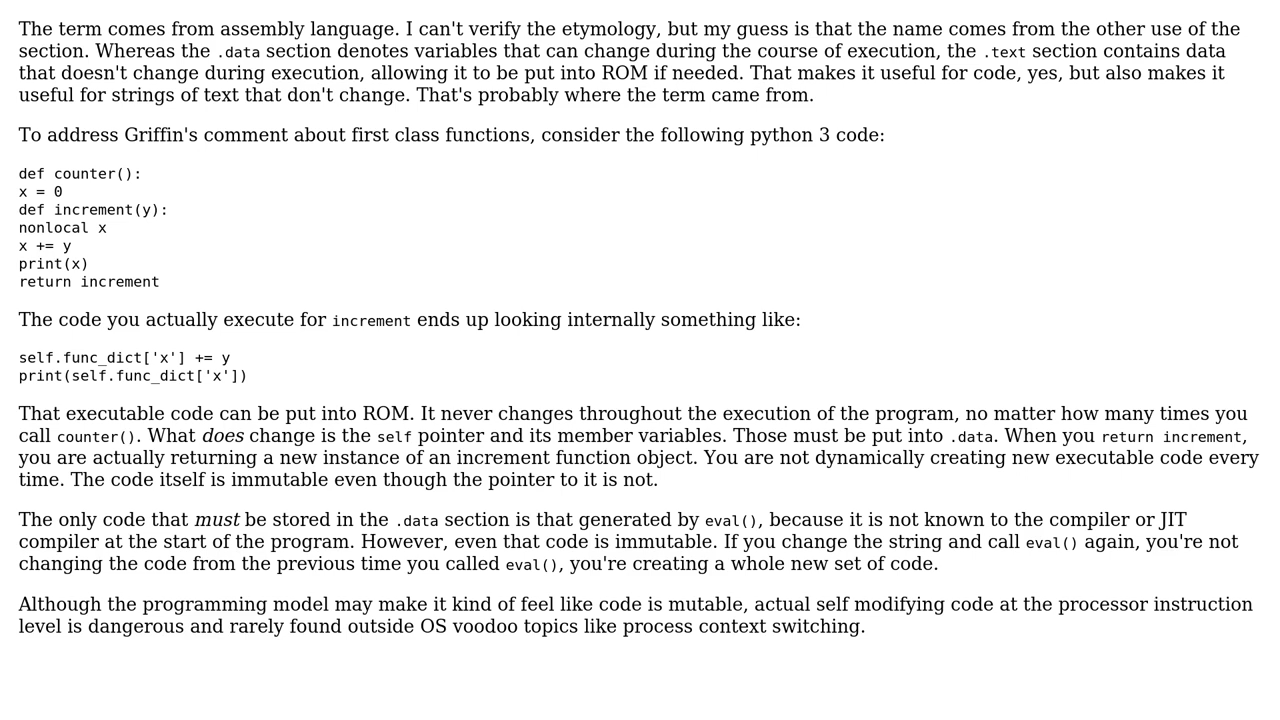 The term comes from assembly language. I can't verify the etymology, but my guess is that the name comes from the other use of the
section. Whereas the .data section denotes variables that can change during the course of execution, the .text section contains data
that doesn't change during execution, allowing it to be put into ROM if needed. That makes it useful for code, yes, but also makes it
useful for strings of text that don't change. That's probably where the term came from.
To address Griffin's comment about first class functions, consider the following python 3 code:
def counter():
x = 0
def increment(y):
nonlocal x
x += y
print(x)
return increment
The code you actually execute for increment ends up looking internally something like:
self.func_dict['x'] += y
print(self.func_dict['x'])
That executable code can be put into ROM. It never changes throughout the execution of the program, no matter how many times you
call counter(). What does change is the self pointer and its member variables. Those must be put into .data. When you return increment,
you are actually returning a new instance of an increment function object. You are not dynamically creating new executable code every
time. The code itself is immutable even though the pointer to it is not.
The only code that must be stored in the .data section is that generated by eval(), because it is not known to the compiler or JIT
compiler at the start of the program. However, even that code is immutable. If you change the string and call eval() again, you're not
changing the code from the previous time you called eval(), you're creating a whole new set of code.
Although the programming model may make it kind of feel like code is mutable, actual self modifying code at the processor instruction
level is dangerous and rarely found outside OS voodoo topics like process context switching.